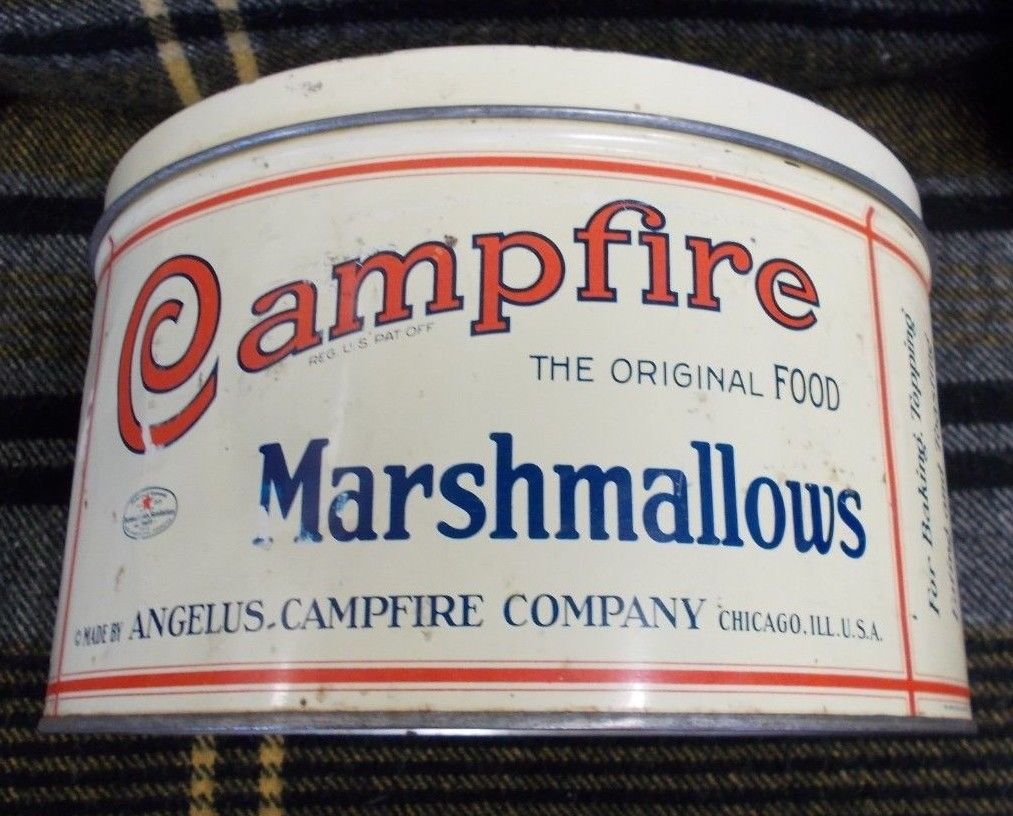 Campfire
REG. U.S. PAT. OFF.
THE ORIGINAL FOOD
Marshmallows
© MADE BY ANGELUS-CAMPFIRE COMPANY CHICAGO. ILL. U.S.A.
For Baking, Topping